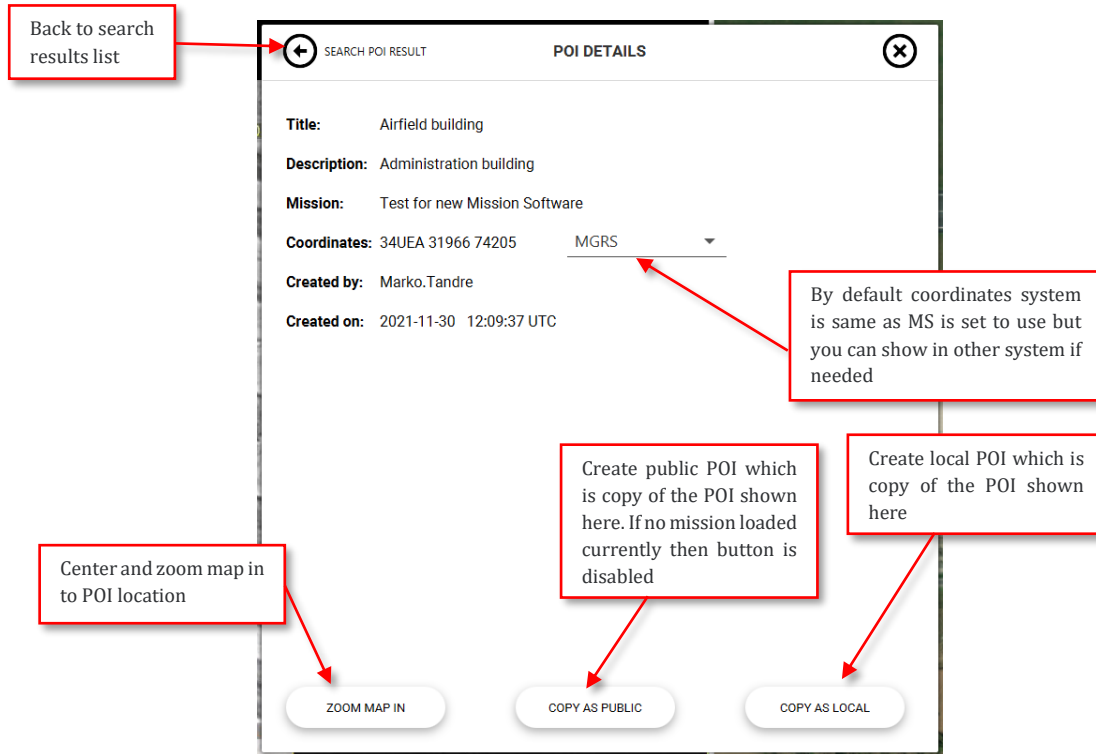 Back to search
results list
SEARCH POI RESULT
POI DETAILS
Title: Airfield building
Description: Administration building
Mission: Test for new Mission Software
Coordinates: 34UEA 31966 74205 MGRS
Created by: Marko.Tandre
Created on: 2021-11-30 12:09:37 UTC
By default coordinates system
is same as MS is set to use but
you can show in other system if
needed
Create public POI which
is copy of the POI shown
here. If no mission loaded
currently then button is
disabled
Create local POI which is
copy of the POI shown
here
Center and zoom map in
to POI location
ZOOM MAP IN
COPY AS PUBLIC
COPY AS LOCAL